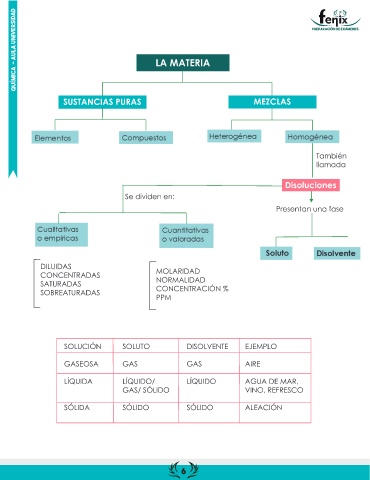 QUÍMICA - AULA UNIVERSIDAD
fenix
PREPARACIÓN DE EXÁMENES
LA MATERIA
SUSTANCIAS PURAS
MEZCLAS
Elementos
Compuestos
Heterogénea
Homogénea
También
llamada
Disoluciones
Se dividen en:
Presentan una fase
Cualtativas
o empíricas
Cuantitativas
o valoradas
Soluto
Disolvente
DILUIDAS
CONCENTRADAS
SATURADAS
SOBREATURADAS
MOLARIDAD
NORMALIDAD
CONCENTRACIÓN %
PPM
SOLUCIÓN SOLUTO DISOLVENTE EJEMPLO
GASEOSA GAS GAS AIRE
LÍQUIDA LÍQUIDO/ LÍQUIDO AGUA DE MAR,
GAS/ SÓLIDO VINO, REFRESCO
SÓLIDA SÓLIDO SÓLIDO ALEACIÓN
6